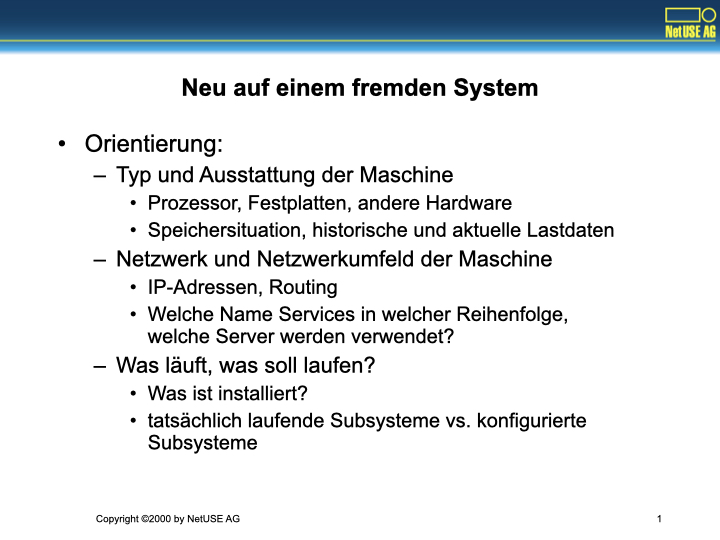 NetUSE AG
Neu auf einem fremden System
• Orientierung:
– Typ und Ausstattung der Maschine
• Prozessor, Festplatten, andere Hardware
• Speichersituation, historische und aktuelle Lastdaten
– Netzwerk und Netzwerkumfeld der Maschine
• IP-Adressen, Routing
• Welche Name Services in welcher Reihenfolge,
welche Server werden verwendet?
– Was läuft, was soll laufen?
• Was ist installiert?
• tatsächlich laufende Subsysteme vs. konfigurierte
Subsysteme
Copyright ©2000 by NetUSE AG
1